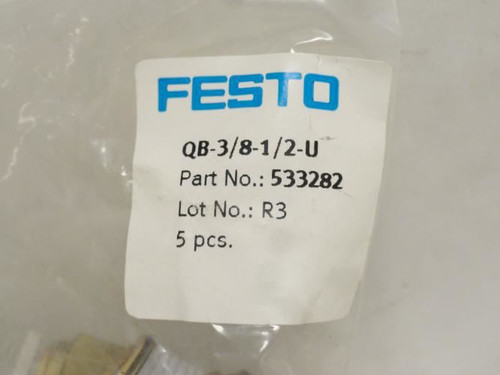 FESTO
QB-3/8-1/2-U
Part No.: 533282
Lot No.: R3
5 pcs.